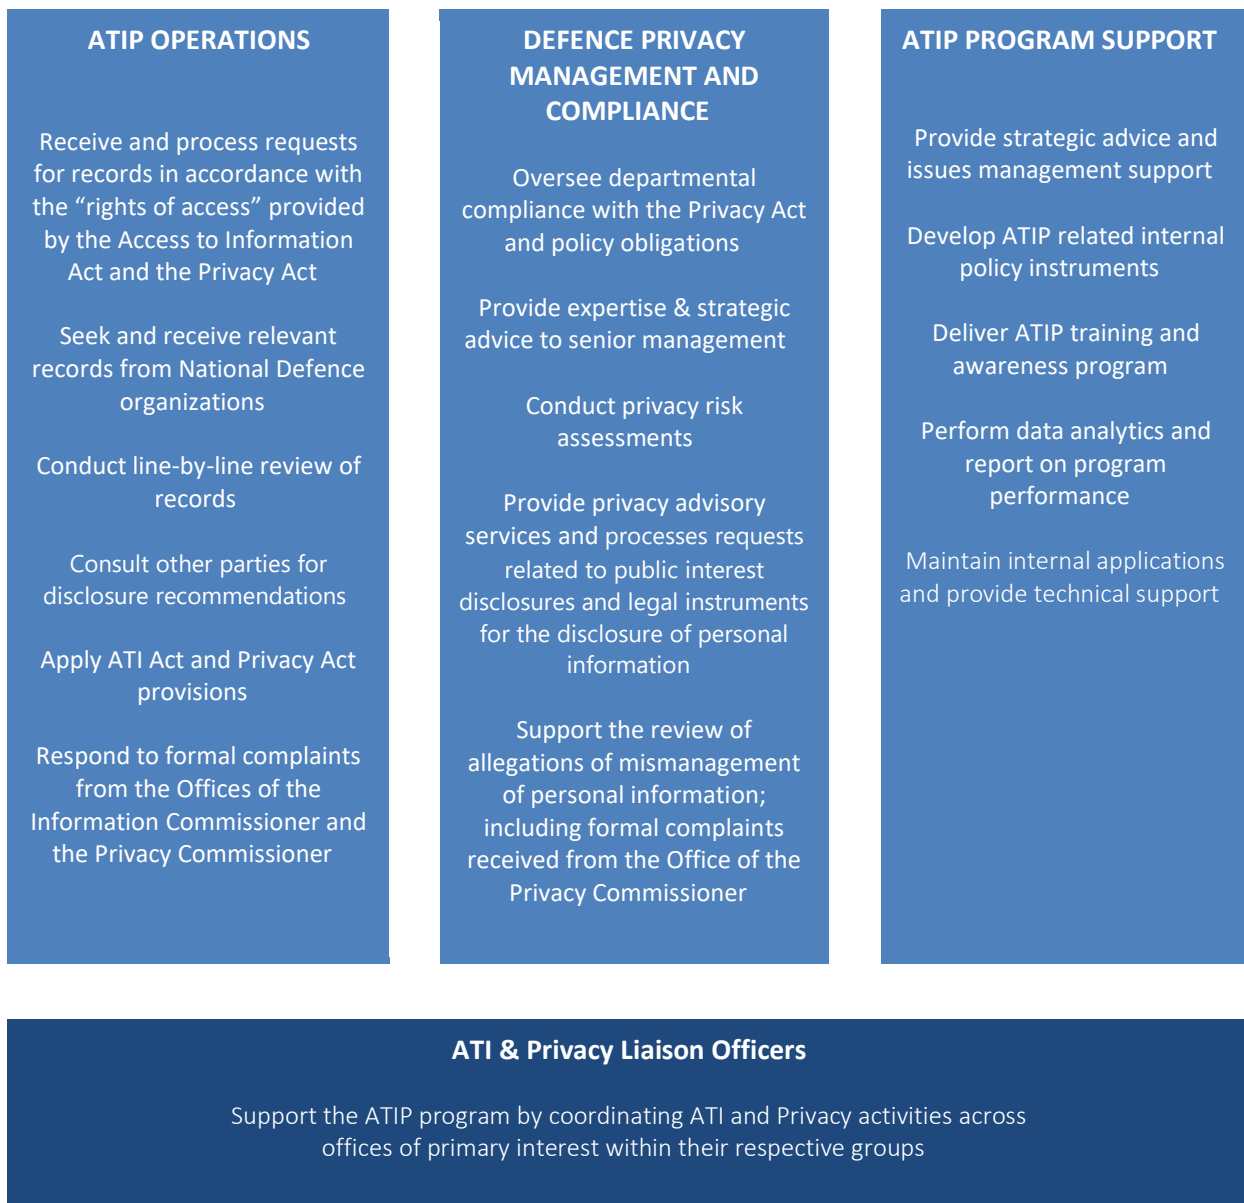 ATIP OPERATIONS
Receive and process requests
for records in accordance with
the “rights of access” provided
by the Access to Information
Act and the Privacy Act
Seek and receive relevant
records from National Defence
organizations
Conduct line-by-line review of
records
Consult other parties for
disclosure recommendations
Apply ATI Act and Privacy Act
provisions
Respond to formal complaints
from the Offices of the
Information Commissioner and
the Privacy Commissioner
DEFENCE PRIVACY
MANAGEMENT AND
COMPLIANCE
Oversee departmental
compliance with the Privacy Act
and policy obligations
Provide expertise & strategic
advice to senior management
Conduct privacy risk
assessments
Provide privacy advisory
services and processes requests
related to public interest
disclosures and legal instruments
for the disclosure of personal
information
Support the review of
allegations of mismanagement
of personal information;
including formal complaints
received from the Office of the
Privacy Commissioner
ATIP PROGRAM SUPPORT
Provide strategic advice and
issues management support
Develop ATIP related internal
policy instruments
Deliver ATIP training and
awareness program
Perform data analytics and
report on program
performance
Maintain internal applications
and provide technical support
ATI & Privacy Liaison Officers
Support the ATIP program by coordinating ATI and Privacy activities across
offices of primary interest within their respective groups